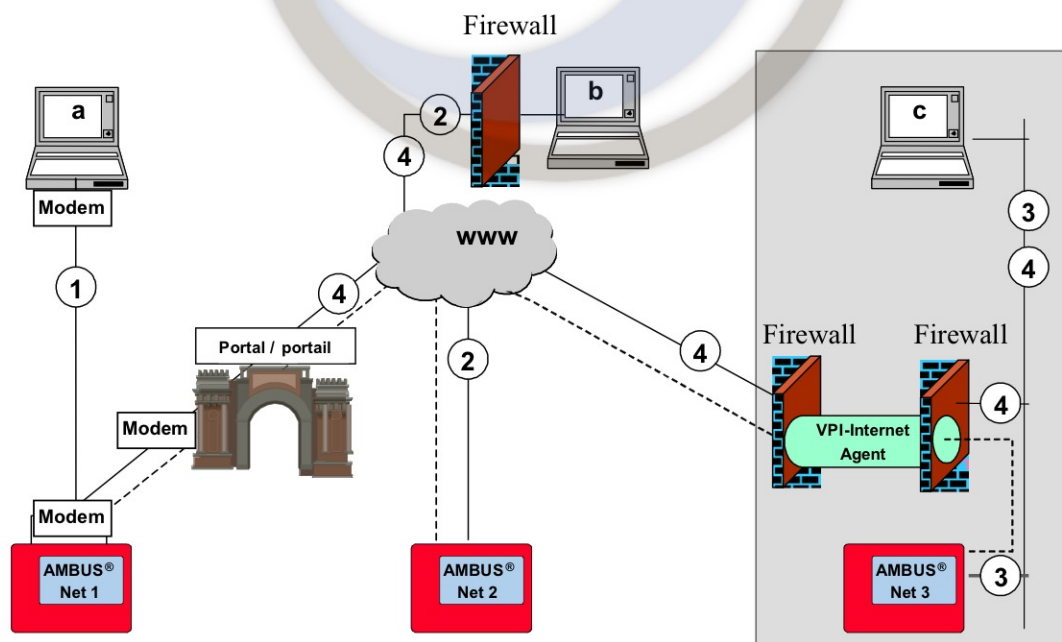 Firewall
a
b
c
2
4
Modem
www
3
4
1
4
Portal / portail
2
4
Firewall
Firewall
4
Modem
VPI-Internet
Agent
Modem
AMBUS®
Net 1
AMBUS®
Net 2
AMBUS®
Net 3
3